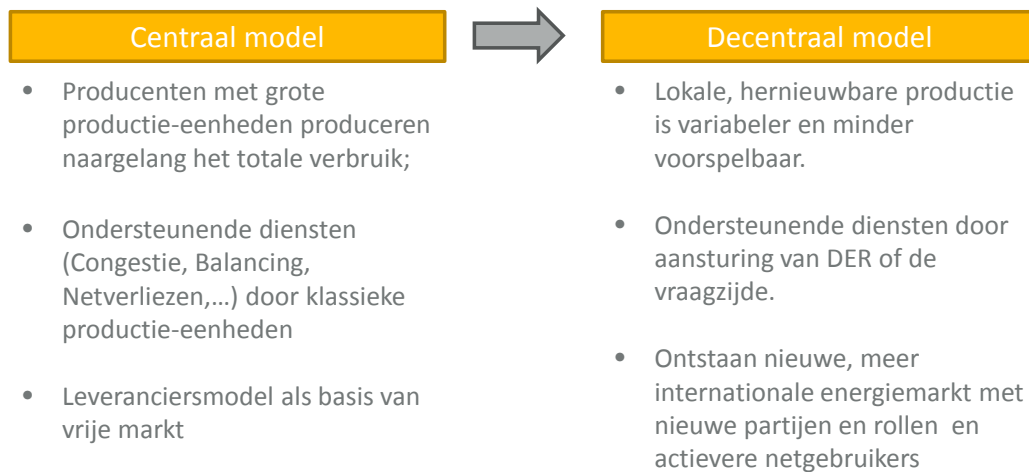 Centraal model
• Producenten met grote
productie-eenheden produceren
naargelang het totale verbruik;
• Ondersteunende diensten
(Congestie, Balancing,
Netverliezen,…) door klassieke
productie-eenheden
• Leveranciersmodel als basis van
vrije markt
Decentraal model
• Lokale, hernieuwbare productie
is variabeler en minder
voorspelbaar.
• Ondersteunende diensten door
aansturing van DER of de
vraagzijde.
• Ontstaan nieuwe, meer
internationale energiemarkt met
nieuwe partijen en rollen en
actievere netgebruikers